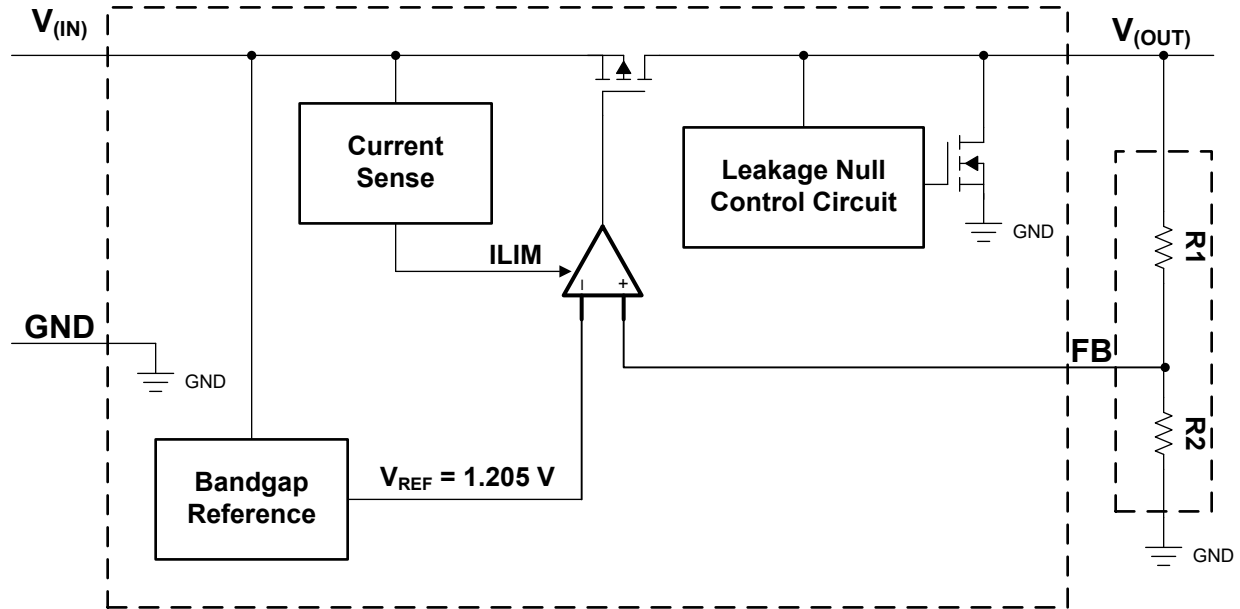 V(IN)
V(OUT)
Current
Sense
Leakage Null
Control Circuit
GND
R1
ILIM
- +
GND
GND
FB
R2
Bandgap
Reference
VREF = 1.205 V
GND